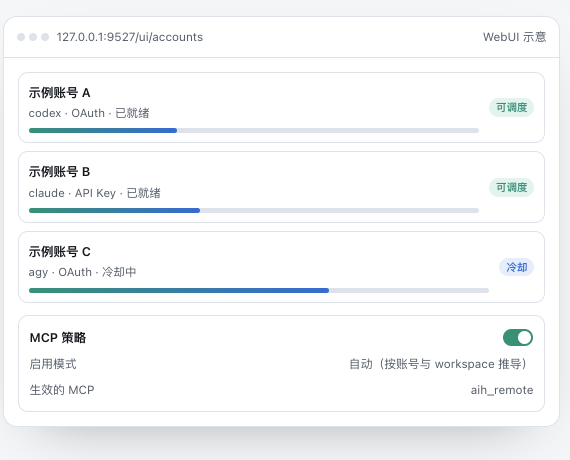 127.0.0.1:9527/ui/accounts WebUI 示意
示例账号 A
可调度
codex · OAuth · 已就绪
示例账号 B
可调度
claude · API Key · 已就绪
示例账号 C
冷却
agy · OAuth · 冷却中
MCP 策略
启用模式 自动（按账号与 workspace 推导）
生效的 MCP aih_remote